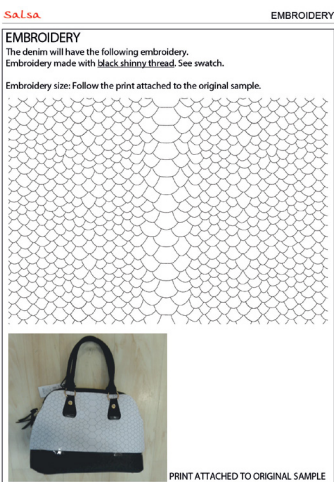 Salsa
EMBROIDERY
EMBROIDERY
The denim will have the following embroidery.
Embroidery made with black shinny thread. See swatch.
Embroidery size: Follow the print attached to the original sample.
PRINT ATTACHED TO ORIGINAL SAMPLE